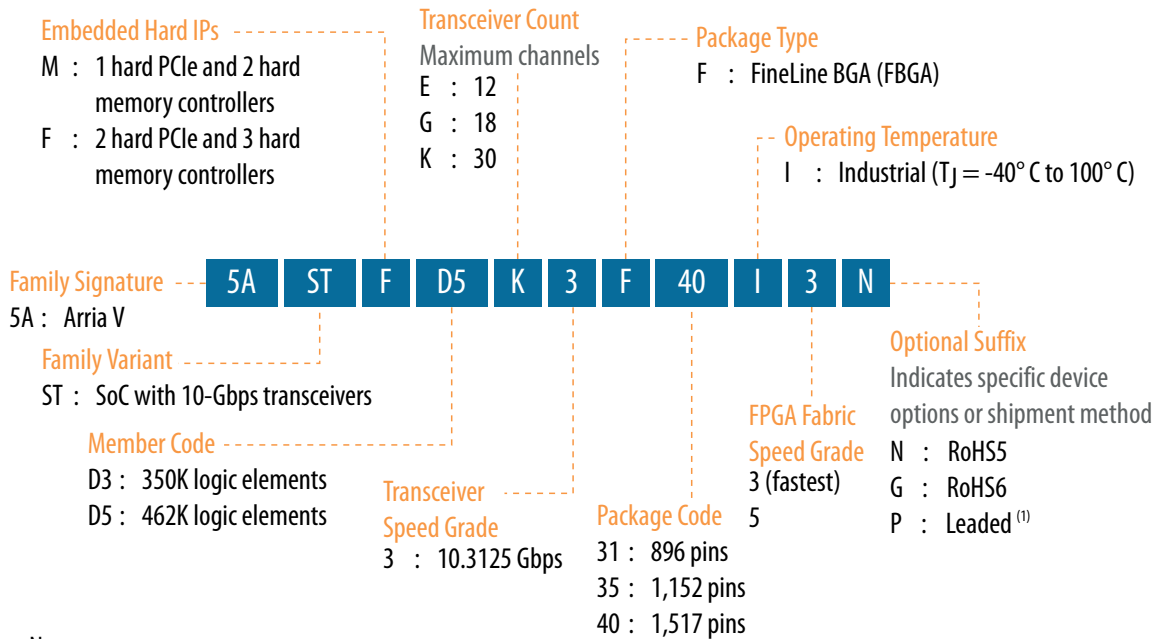 Embedded Hard IPs
M : 1 hard PCIe and 2 hard
memory controllers
F : 2 hard PCIe and 3 hard
memory controllers
Transceiver Count
Maximum channels
E : 12
G : 18
K : 30
Package Type
F : FineLine BGA (FBGA)
Operating Temperature
I : Industrial (TJ = -40° C to 100° C)
Family Signature
5A : Arria V
5A ST F D5 K 3 F 40 I 3 N
Family Variant
ST : SoC with 10-Gbps transceivers
Member Code
D3 : 350K logic elements
D5 : 462K logic elements
Transceiver
Speed Grade
3 : 10.3125 Gbps
Package Code
31 : 896 pins
35 : 1,152 pins
40 : 1,517 pins
FPGA Fabric
Speed Grade
3 (fastest)
5
Optional Suffix
Indicates specific device
options or shipment method
N : RoHS5
G : RoHS6
P : Leaded (1)